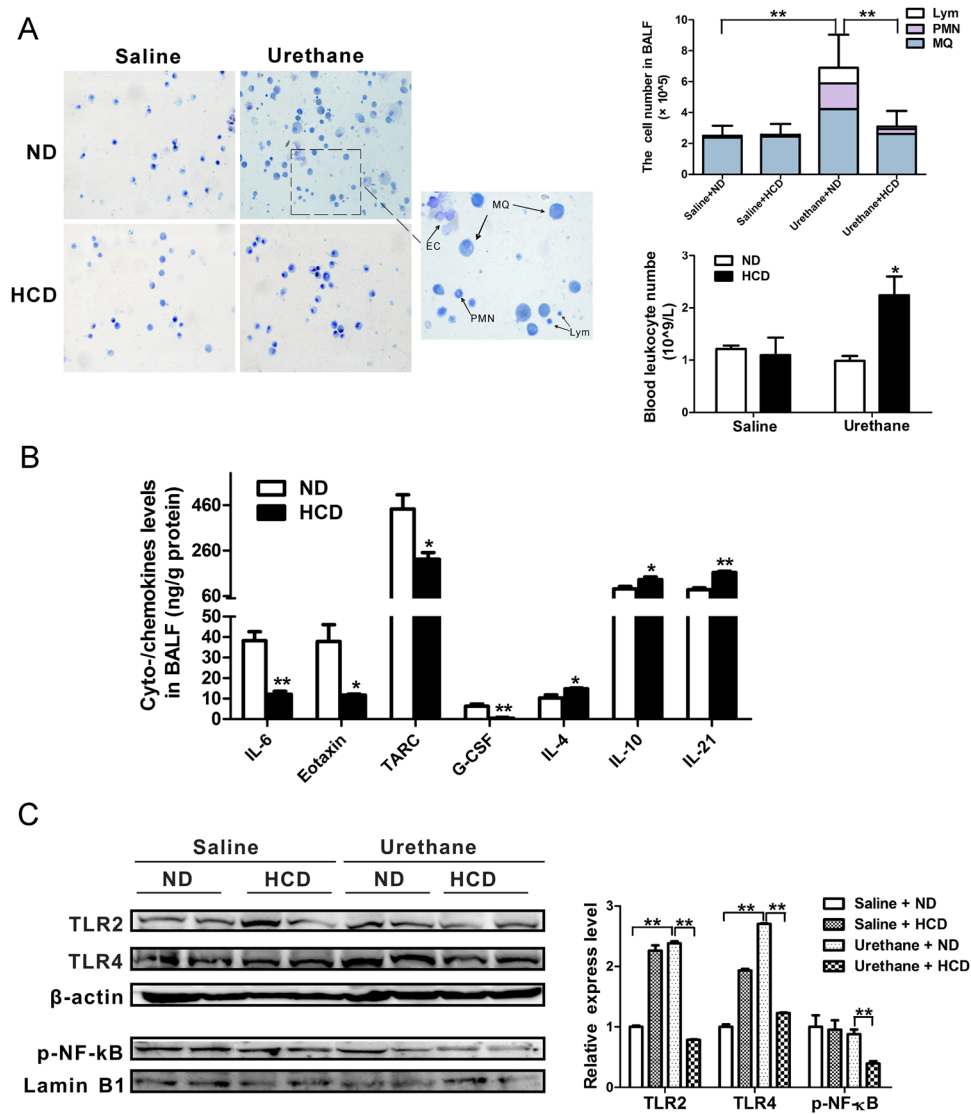 A
Saline
Urethane
ND
HCD
MQ
EC
PMN
Lym
The cell number in BALF
(× 10^5)
10
8
6
4
2
0
**
**
Lym
PMN
MQ
Saline+ND
Saline+HCD
Urethane+ND
Urethane+HCD
Blood leukocyte numbe
(10^9/L)
3
2
1
0
ND
HCD
*
Saline
Urethane
B
Cyto-/chemokines levels
in BALF (ng/g protein)
460
260
60
50
40
30
20
10
0
ND
HCD
**
*
*
**
*
*
**
IL-6
Eotaxin
TARC
G-CSF
IL-4
IL-10
IL-21
C
Saline
Urethane
ND
HCD
ND
HCD
TLR2
TLR4
β-actin
p-NF-kB
Lamin B1
Relative express level
3
2
1
0
**
**
**
**
**
Saline + ND
Saline + HCD
Urethane + ND
Urethane + HCD
TLR2
TLR4
p-NF-κB